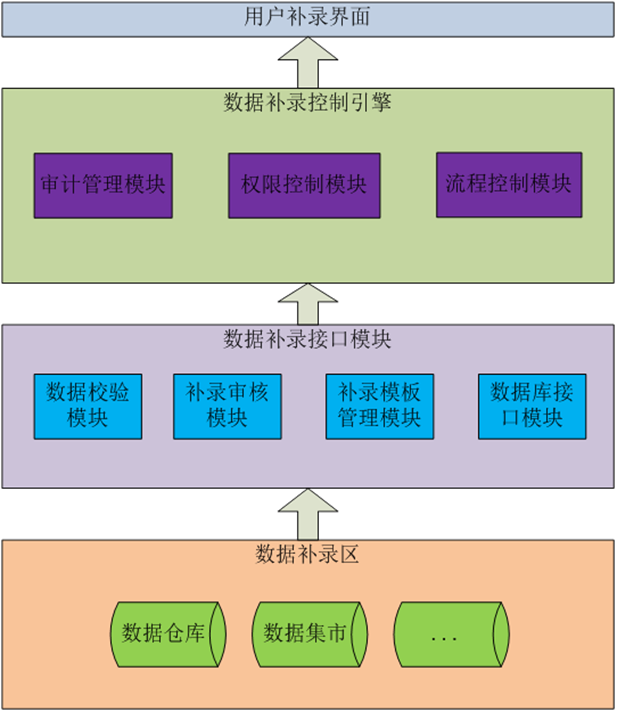 用户补录界面
数据补录控制引擎
审计管理模块
权限控制模块
流程控制模块
数据补录接口模块
数据校验
模块
补录审核
模块
补录模板
管理模块
数据库接
口模块
数据补录区
数据仓库
数据集市
...